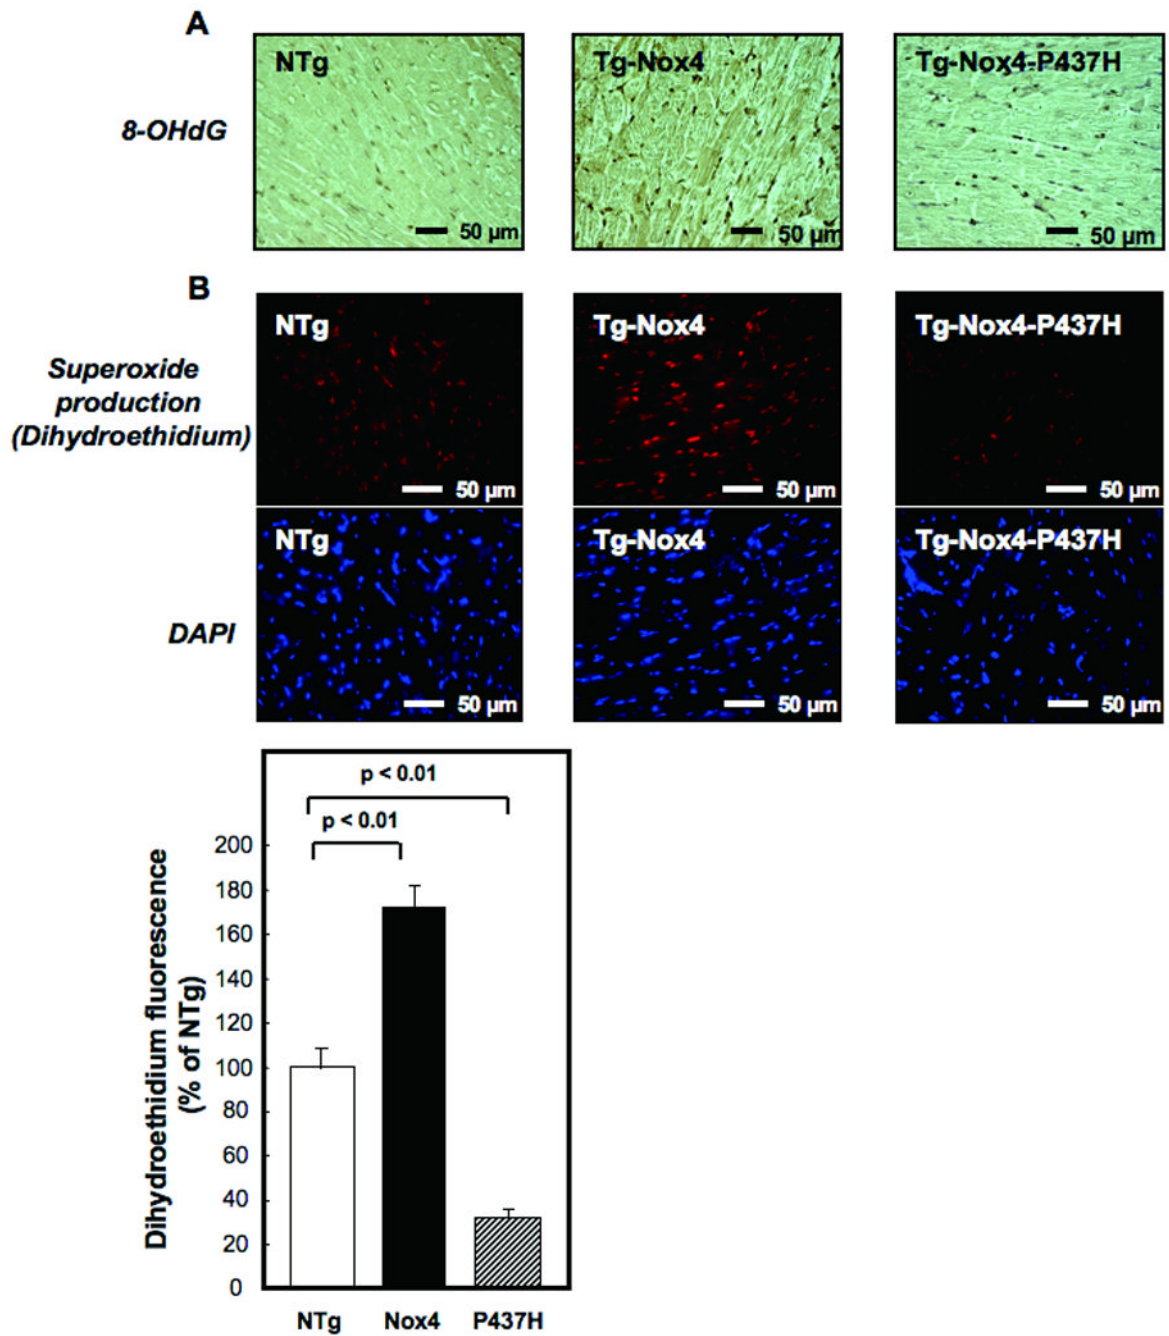 A
NTg
Tg-Nox4
Tg-Nox4-P437H
8-OHdG
50 µm
50 µm
50 µm
B
NTg
Tg-Nox4
Tg-Nox4-P437H
Superoxide
production
(Dihydroethidium)
50 µm
50 µm
50 µm
NTg
Tg-Nox4
Tg-Nox4-P437H
DAPI
50 µm
50 µm
50 µm
p < 0.01
p < 0.01
Dihydroethidium fluorescence
(% of NTg)
200
180
160
140
120
100
80
60
40
20
0
NTg
Nox4
P437H